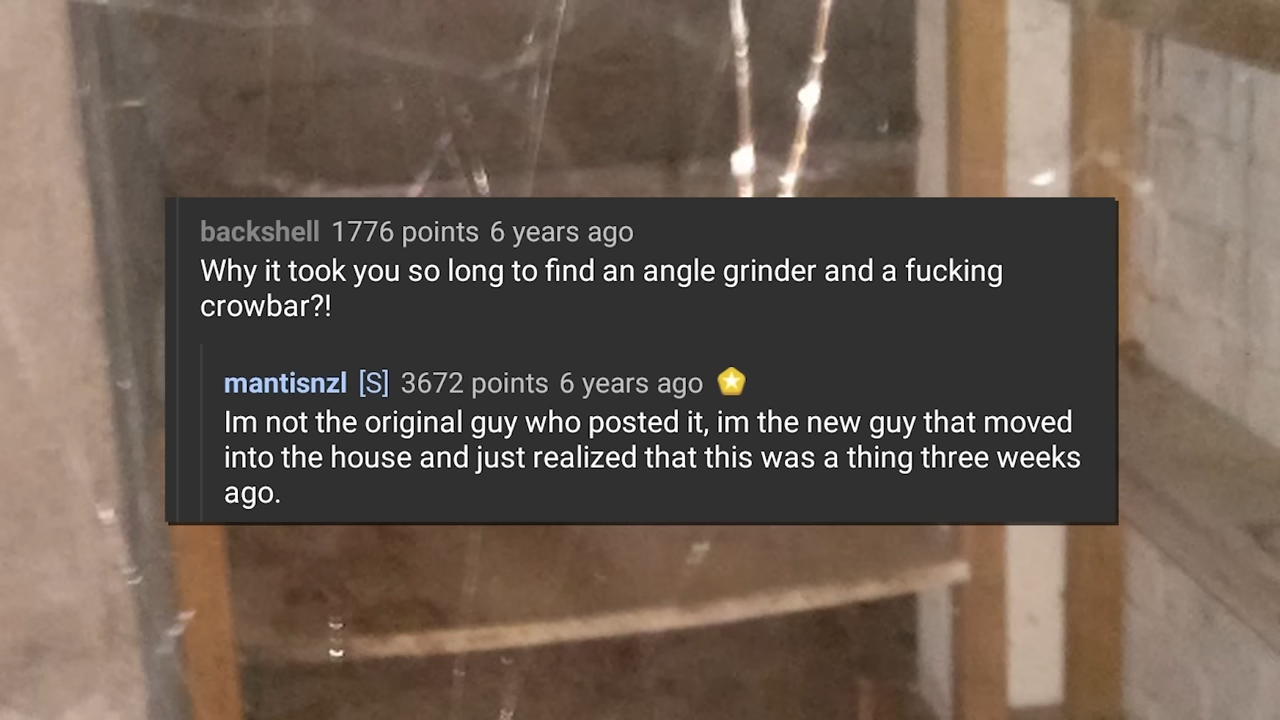 backshell 1776 points 6 years ago
Why it took you so long to find an angle grinder and a fucking
crowbar?!
mantisnzl [S] 3672 points 6 years ago
Im not the original guy who posted it, im the new guy that moved
into the house and just realized that this was a thing three weeks
ago.